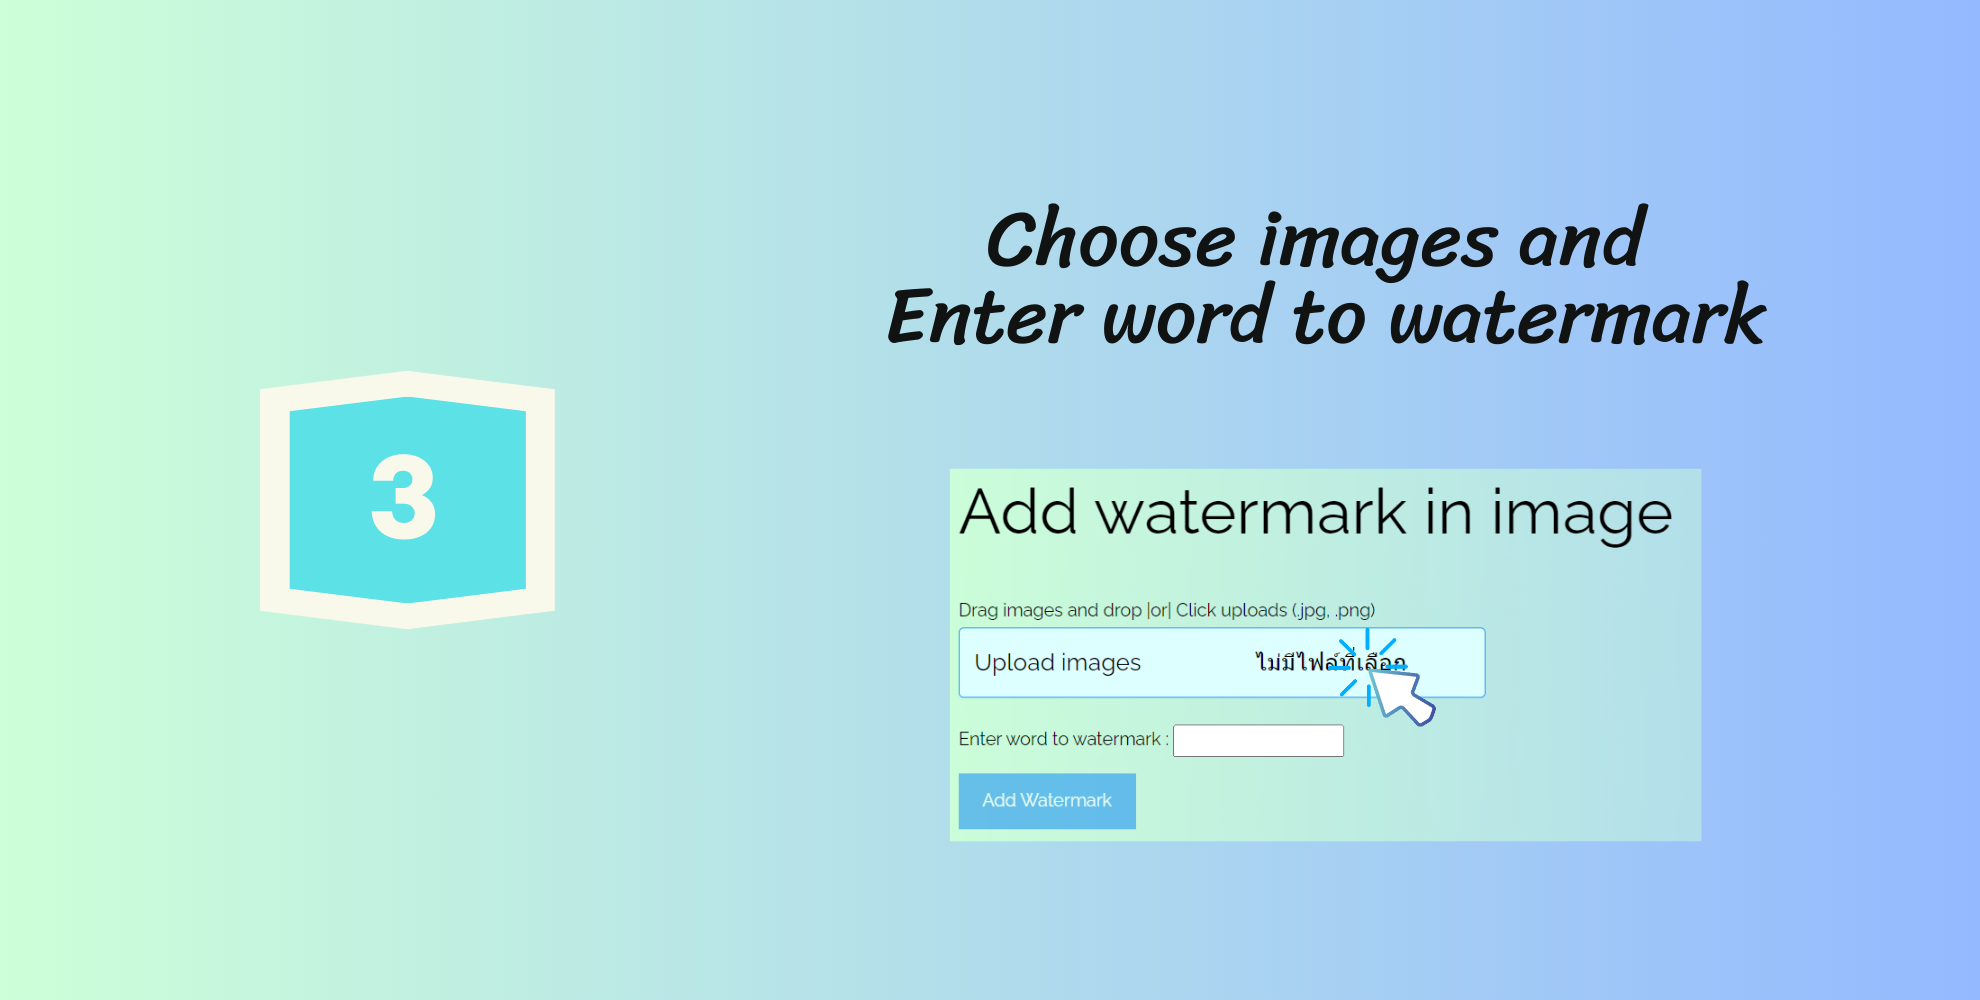 Choose images and
Enter word to watermark
3
Add watermark in image
Drag images and drop |or| Click uploads (.jpg, .png)
Upload images ไม่มีไฟล์ที่เลือก
Enter word to watermark :
Add Watermark